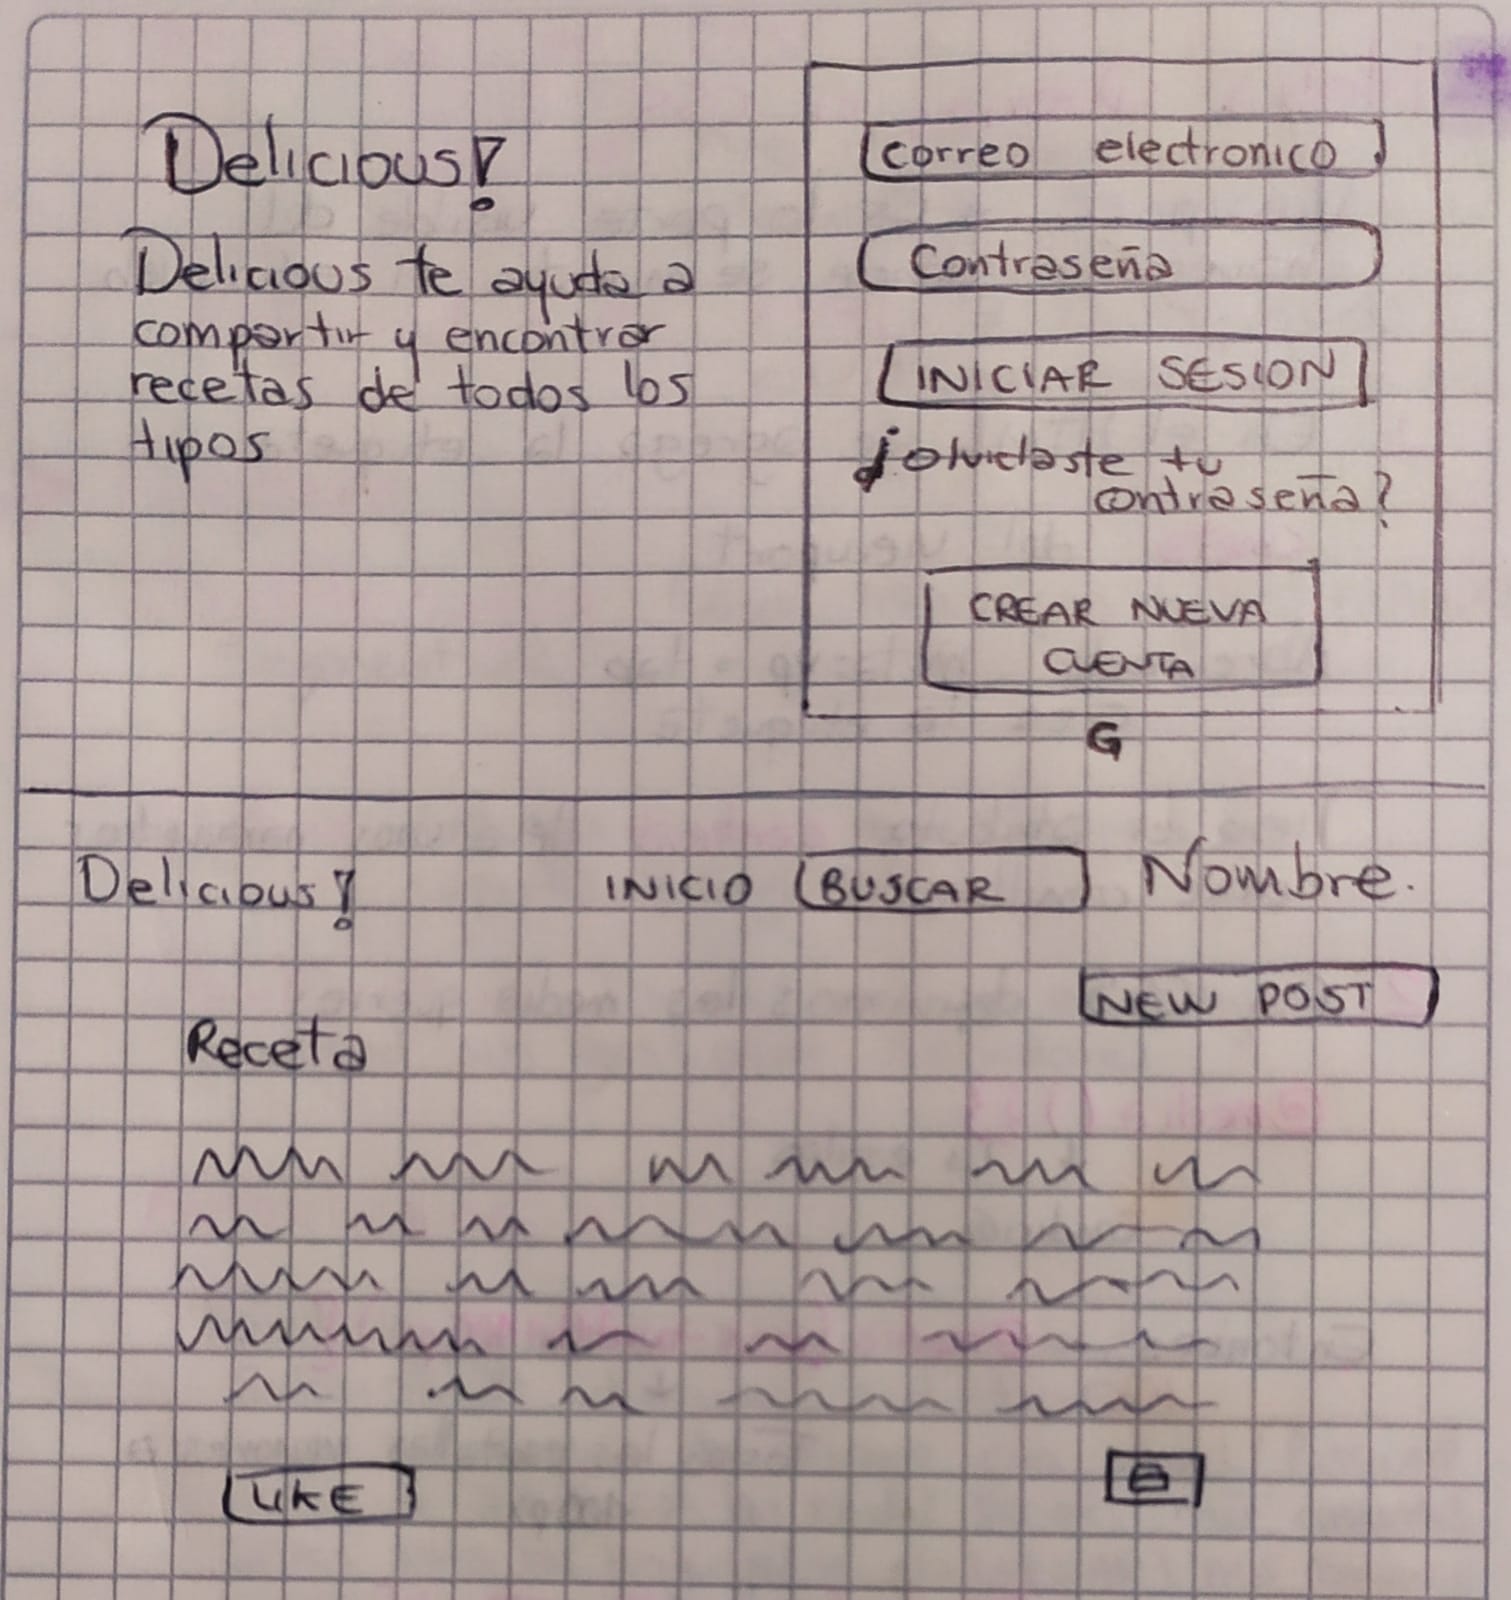 Delicious!
Delicious te ayuda a
compartir y encontrar
recetas de todos los
tipos
correo electronico
Contraseña
INICIAR SESION
¡olvidaste tu
contraseña?
CREAR NUEVA
CUENTA
G
Delicious! INICIO BUSCAR Nombre.
NEW POST
Receta
LIKE